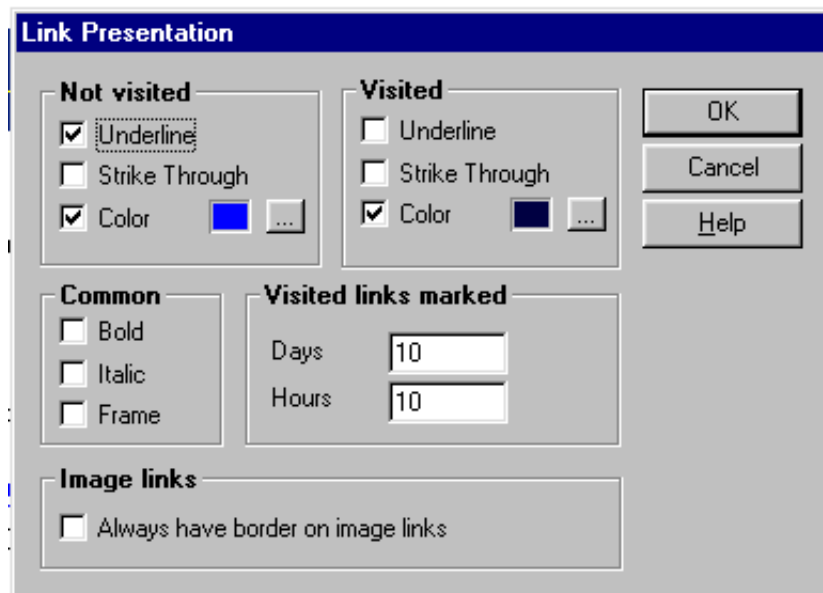 Link Presentation
Not visited
Underline
Strike Through
Color ...
Visited
Underline
Strike Through
Color ...
OK
Cancel
Help
Common
Bold
Italic
Frame
Visited links marked
Days 10
Hours 10
Image links
Always have border on image links